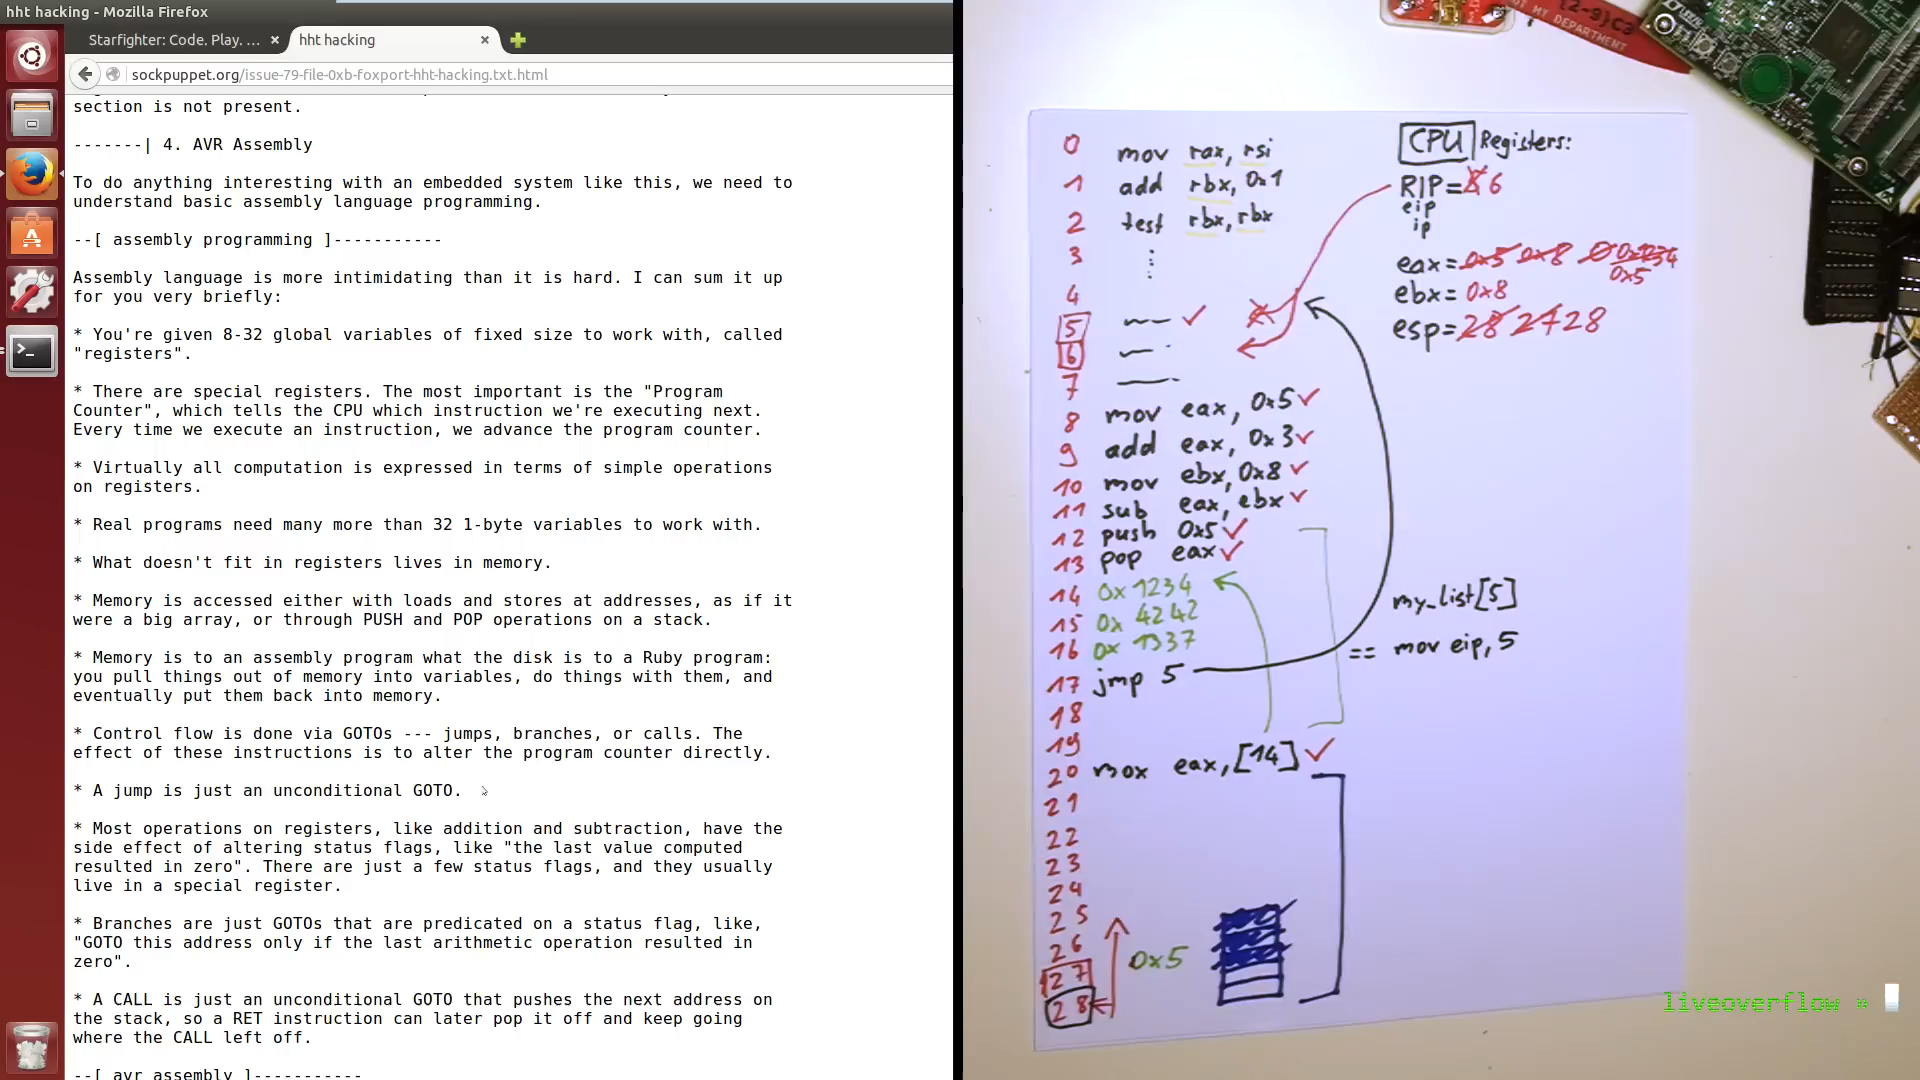 hht hacking - Mozilla Firefox
Starfighter: Code. Play. ...
hht hacking
sockpuppet.org/issue-79-file-0xb-foxport-hht-hacking.txt.html
section is not present.
-------| 4. AVR Assembly
To do anything interesting with an embedded system like this, we need to
understand basic assembly language programming.
--[ assembly programming ]-----------
Assembly language is more intimidating than it is hard. I can sum it up
for you very briefly:
* You're given 8-32 global variables of fixed size to work with, called
"registers".
* There are special registers. The most important is the "Program
Counter", which tells the CPU which instruction we're executing next.
Every time we execute an instruction, we advance the program counter.
* Virtually all computation is expressed in terms of simple operations
on registers.
* Real programs need many more than 32 1-byte variables to work with.
* What doesn't fit in registers lives in memory.
* Memory is accessed either with loads and stores at addresses, as if it
were a big array, or through PUSH and POP operations on a stack.
* Memory is to an assembly program what the disk is to a Ruby program:
you pull things out of memory into variables, do things with them, and
eventually put them back into memory.
* Control flow is done via GOTOs --- jumps, branches, or calls. The
effect of these instructions is to alter the program counter directly.
* A jump is just an unconditional GOTO.
* Most operations on registers, like addition and subtraction, have the
side effect of altering status flags, like "the last value computed
resulted in zero". There are just a few status flags, and they usually
live in a special register.
* Branches are just GOTOs that are predicated on a status flag, like,
"GOTO this address only if the last arithmetic operation resulted in
zero".
* A CALL is just an unconditional GOTO that pushes the next address on
the stack, so a RET instruction can later pop it off and keep going
where the CALL left off.
--[ avr assembly ]-----------
0 mov rax, rsi
1 add rbx, 0x1
2 test rbx, rbx
3
4
5
6
7
8 mov eax, 0x5
9 add eax, 0x3
10 mov ebx, 0x8
11 sub eax, ebx
12 push 0x5
13 pop eax
14 0x1234
15 0x4242
16 0x1337
17 jmp 5
18
19
20 mox eax, [14]
21
22
23
24
25
26
27 0x5
28
CPU Registers:
RIP= 6
eip
ip
eax=0x5 0x8 0 0x1234
0x5
ebx=0x8
esp=28 27 28
my_list[5]
== mov eip, 5
NOT MY DEPARTMENT
liveoverflow »